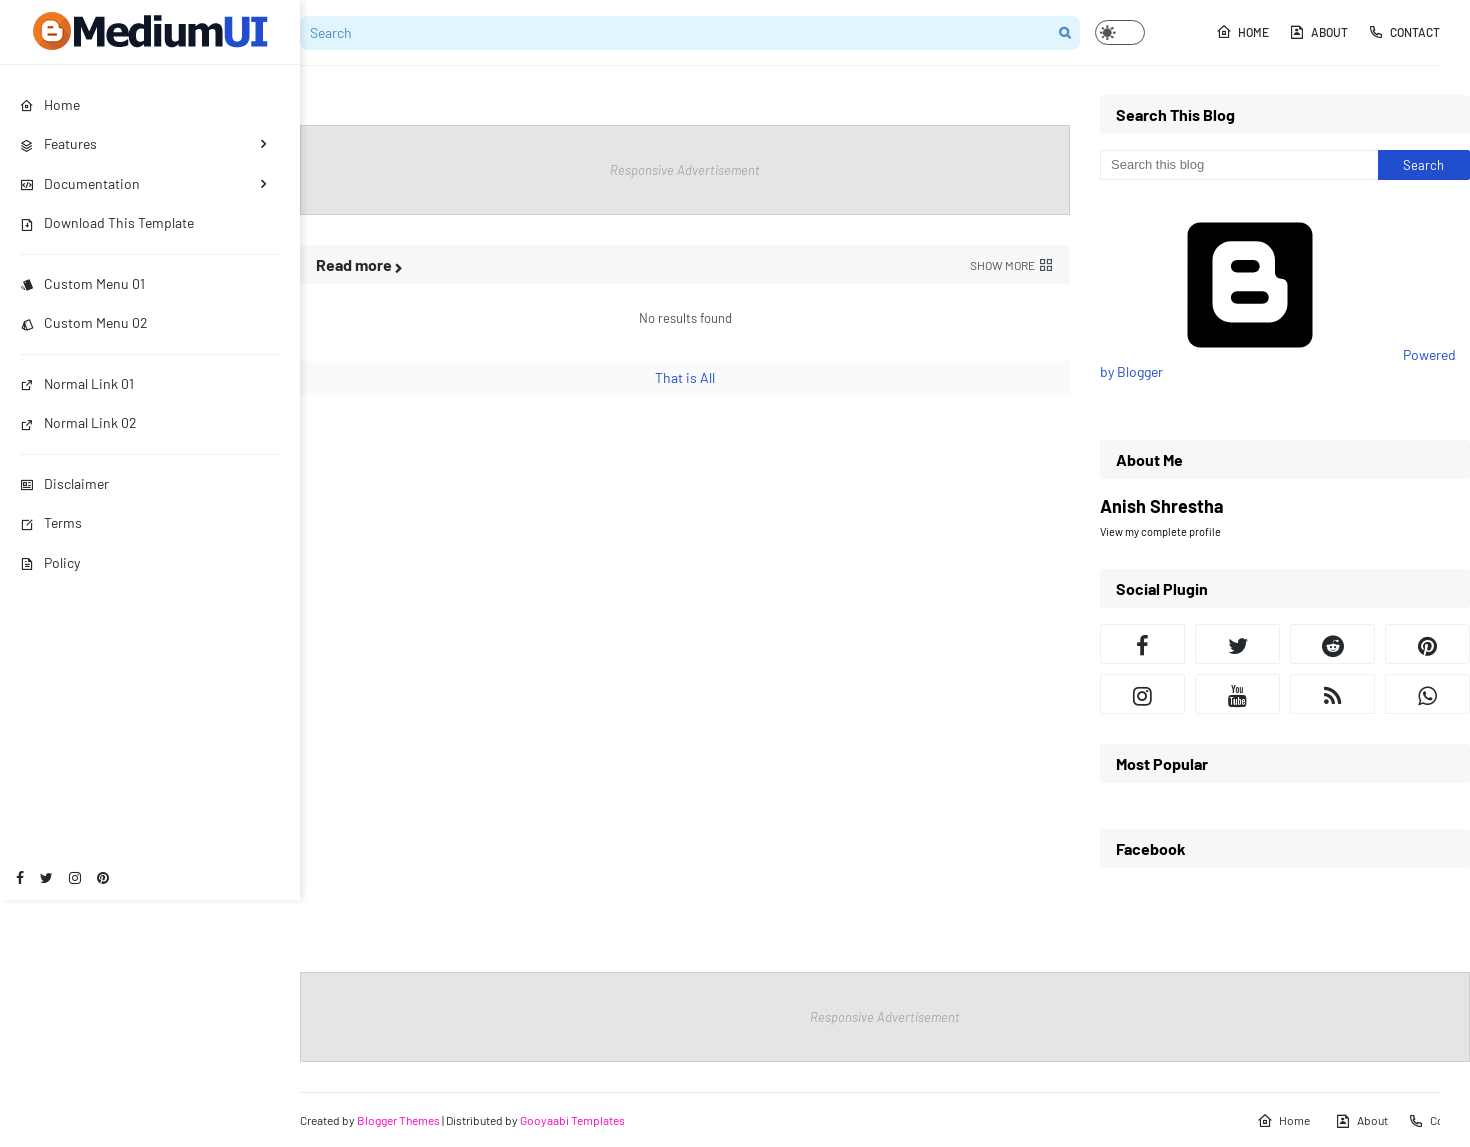 MediumUI
Search
HOME
ABOUT
CONTACT
Home
Features
Documentation
Download This Template
Custom Menu 01
Custom Menu 02
Normal Link 01
Normal Link 02
Disclaimer
Terms
Policy
Responsive Advertisement
Read more
SHOW MORE
No results found
That is All
Search This Blog
Search this blog
Search
Powered
by Blogger
About Me
Anish Shrestha
View my complete profile
Social Plugin
You
Tube
Most Popular
Facebook
Responsive Advertisement
Created by Blogger Themes | Distributed by Gooyaabi Templates
Home
About